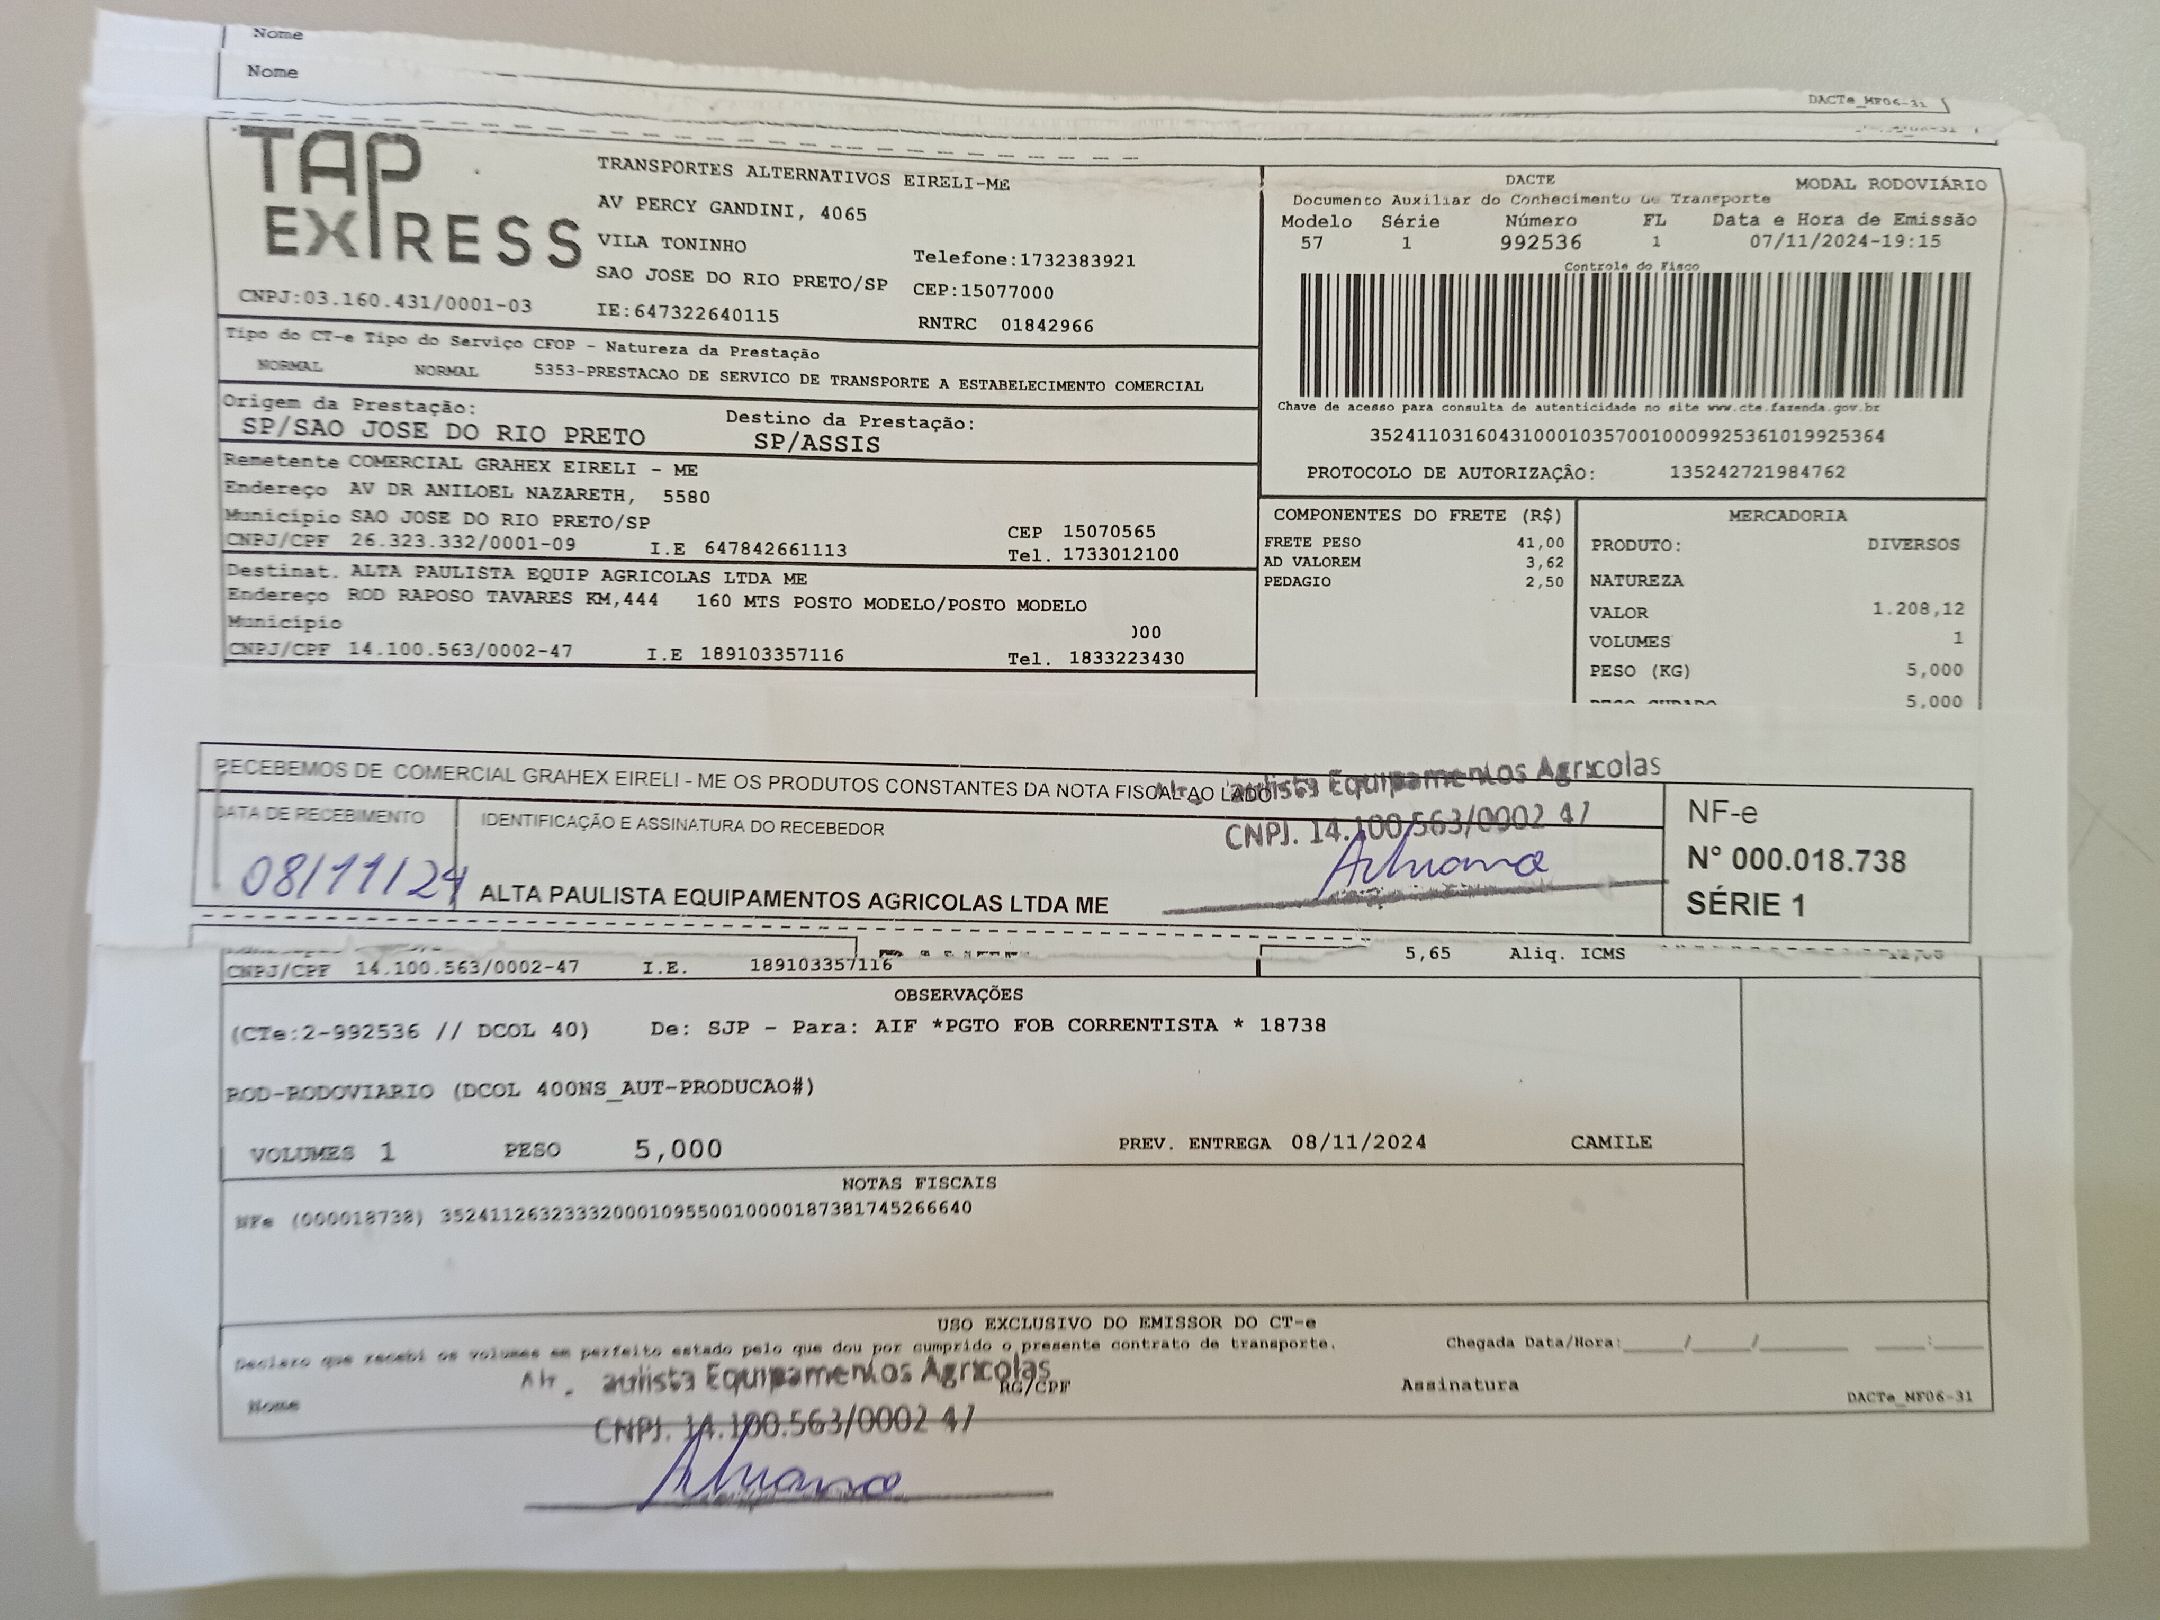 Nome
Nome
DACTe_MF06-31
TAP
EXPRESS
CNPJ:03.160.431/0001-03
TRANSPORTES ALTERNATIVOS EIRELI-ME
AV PERCY GANDINI, 4065
VILA TONINHO
Telefone:1732383921
SAO JOSE DO RIO PRETO/SP CEP:15077000
IE:647322640115 RNTRC 01842966
DACTE MODAL RODOVIÁRIO
Documento Auxiliar do Conhecimento de Transporte
Modelo Série Número FL Data e Hora de Emissão
57 1 992536 1 07/11/2024-19:15
Controle do Fisco
Chave de acesso para consulta de autenticidade no site www.cte.fazenda.gov.br
35241103160431000103570010009925361019925364
PROTOCOLO DE AUTORIZAÇÃO: 135242721984762
Tipo do CT-e Tipo do Serviço CFOP - Natureza da Prestação
NORMAL NORMAL 5353-PRESTACAO DE SERVICO DE TRANSPORTE A ESTABELECIMENTO COMERCIAL
Origem da Prestação: Destino da Prestação:
SP/SAO JOSE DO RIO PRETO SP/ASSIS
Remetente COMERCIAL GRAHEX EIRELI - ME
Endereço AV DR ANILOEL NAZARETH, 5580
Município SAO JOSE DO RIO PRETO/SP CEP 15070565
CNPJ/CPF 26.323.332/0001-09 I.E 647842661113 Tel. 1733012100
Destinat. ALTA PAULISTA EQUIP AGRICOLAS LTDA ME
Endereço ROD RAPOSO TAVARES KM,444 160 MTS POSTO MODELO/POSTO MODELO
Município 000
CNPJ/CPF 14.100.563/0002-47 I.E 189103357116 Tel. 1833223430
COMPONENTES DO FRETE (R$)
FRETE PESO 41,00
AD VALOREM 3,62
PEDAGIO 2,50
MERCADORIA
PRODUTO: DIVERSOS
NATUREZA
VALOR 1.208,12
VOLUMES 1
PESO (KG) 5,000
5,000
RECEBEMOS DE COMERCIAL GRAHEX EIRELI - ME OS PRODUTOS CONSTANTES DA NOTA FISCAL AO LADO
aulista Equipamentos Agricolas
CNPJ. 14.100.563/0002 47
DATA DE RECEBIMENTO IDENTIFICAÇÃO E ASSINATURA DO RECEBEDOR
08/11/24 ALTA PAULISTA EQUIPAMENTOS AGRICOLAS LTDA ME
NF-e
N° 000.018.738
SÉRIE 1
CNPJ/CPF 14.100.563/0002-47 I.E. 189103357116 5,65 Aliq. ICMS
OBSERVAÇÕES
(CTe:2-992536 // DCOL 40) De: SJP - Para: AIF *PGTO FOB CORRENTISTA * 18738
ROD-RODOVIARIO (DCOL 400NS_AUT-PRODUCAO#)
VOLUMES 1 PESO 5,000 PREV. ENTREGA 08/11/2024 CAMILE
NOTAS FISCAIS
NFe (000018738) 35241126323332000109550010000187381745266640
USO EXCLUSIVO DO EMISSOR DO CT-e
Declaro que recebi os volumes em perfeito estado pelo que dou por cumprido o presente contrato de transporte. Chegada Data/Hora:____/____/______ ____:____
aulista Equipamentos Agricolas
Nome RG/CPF Assinatura DACTe_MF06-31
CNPJ. 14.100.563/0002 47